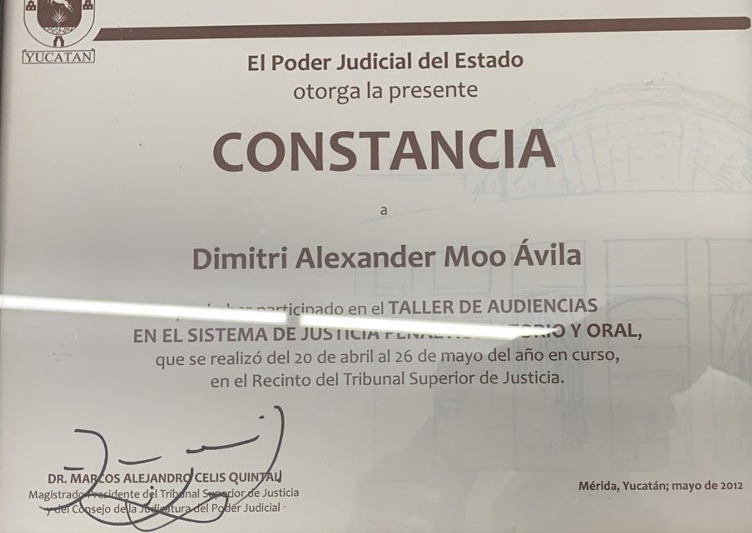 YUCATAN
El Poder Judicial del Estado
otorga la presente
CONSTANCIA
a
Dimitri Alexander Moo Ávila
participado en el TALLER DE AUDIENCIAS
EN EL SISTEMA DE JUSTICIA Y ORAL,
que se realizó del 20 de abril al 26 de mayo del año en curso,
en el Recinto del Tribunal Superior de Justicia.
DR. MARCOS ALEJANDRO CELIS QUINTAL
Magistrado Presidente del Tribunal Superior de Justicia
y del Consejo de la Judicatura del Poder Judicial
Mérida, Yucatán; mayo de 2012